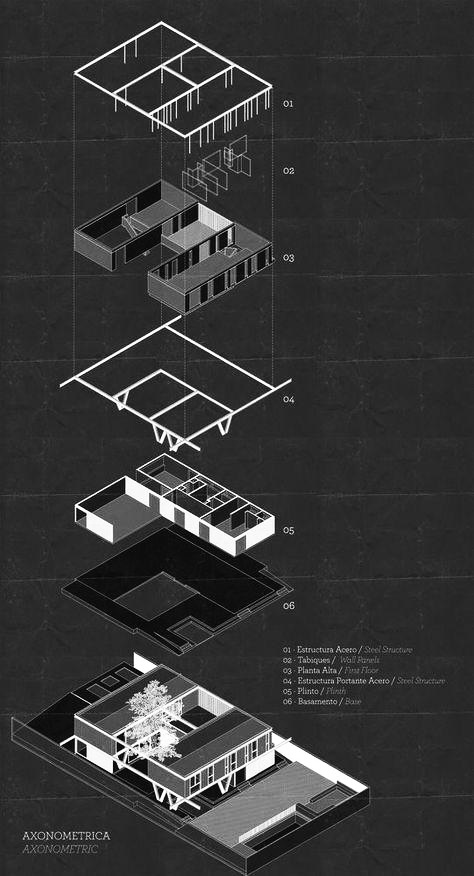 01
02
03
04
05
06
01 · Estructura Acero / Steel Structure
02 · Tabiques / Wall Panels
03 · Planta Alta / First Floor
04 · Estructura Portante Acero / Steel Structure
05 · Plinto / Plinth
06 · Basamento / Base
AXONOMETRICA
AXONOMETRIC